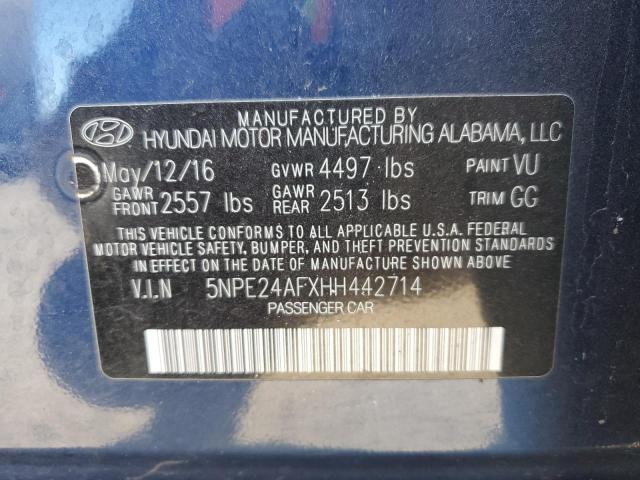 MANUFACTURED BY
HYUNDAI MOTOR MANUFACTURING ALABAMA, LLC
May/12/16 GVWR 4497 lbs PAINT VU
GAWR FRONT 2557 lbs GAWR REAR 2513 lbs TRIM GG
THIS VEHICLE CONFORMS TO ALL APPLICABLE U.S.A. FEDERAL
MOTOR VEHICLE SAFETY, BUMPER, AND THEFT PREVENTION STANDARDS
IN EFFECT ON THE DATE OF MANUFACTURE SHOWN ABOVE.
V.I.N 5NPE24AFXHH442714
PASSENGER CAR